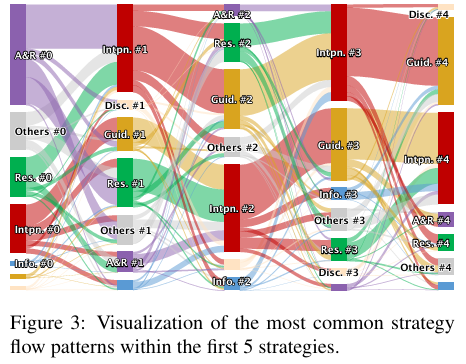 A&R #0
Others #0
Res. #0
Intpn. #0
Info. #0
Intpn. #1
Disc. #1
Guid. #1
Res. #1
Others #1
A&R #1
A&R #2
Res. #2
Guid. #2
Others #2
Intpn. #2
Info. #2
Intpn. #3
Guid. #3
Info. #3
Others #3
Res. #3
Disc. #3
Disc. #4
Guid. #4
Intpn. #4
A&R #4
Res. #4
Others #4
Figure 3: Visualization of the most common strategy
flow patterns within the first 5 strategies.